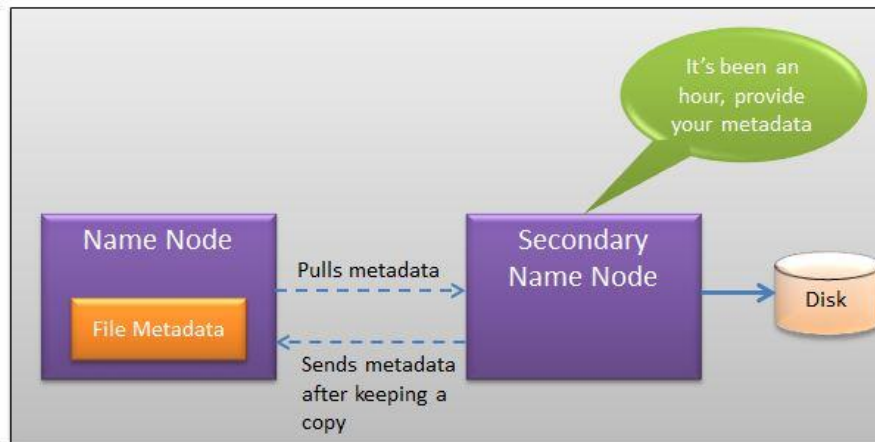 It's been an
hour, provide
your metadata
Name Node
File Metadata
Pulls metadata
Sends metadata
after keeping a
copy
Secondary
Name Node
Disk